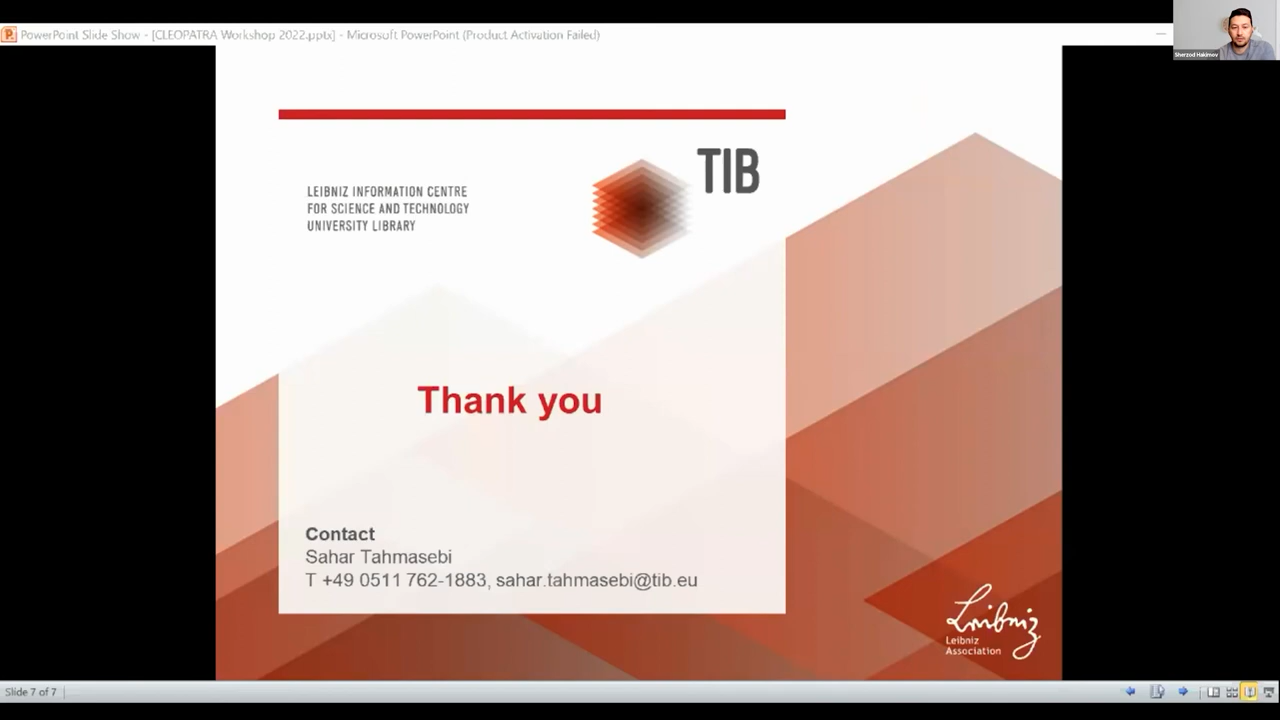 PowerPoint Slide Show - [CLEOPATRA Workshop 2022.pptx] - Microsoft PowerPoint (Product Activation Failed)
Sherzod Hakimov
TIB
LEIBNIZ INFORMATION CENTRE
FOR SCIENCE AND TECHNOLOGY
UNIVERSITY LIBRARY
Thank you
Contact
Sahar Tahmasebi
T +49 0511 762-1883, sahar.tahmasebi@tib.eu
Leibniz
Leibniz
Association
Slide 7 of 7